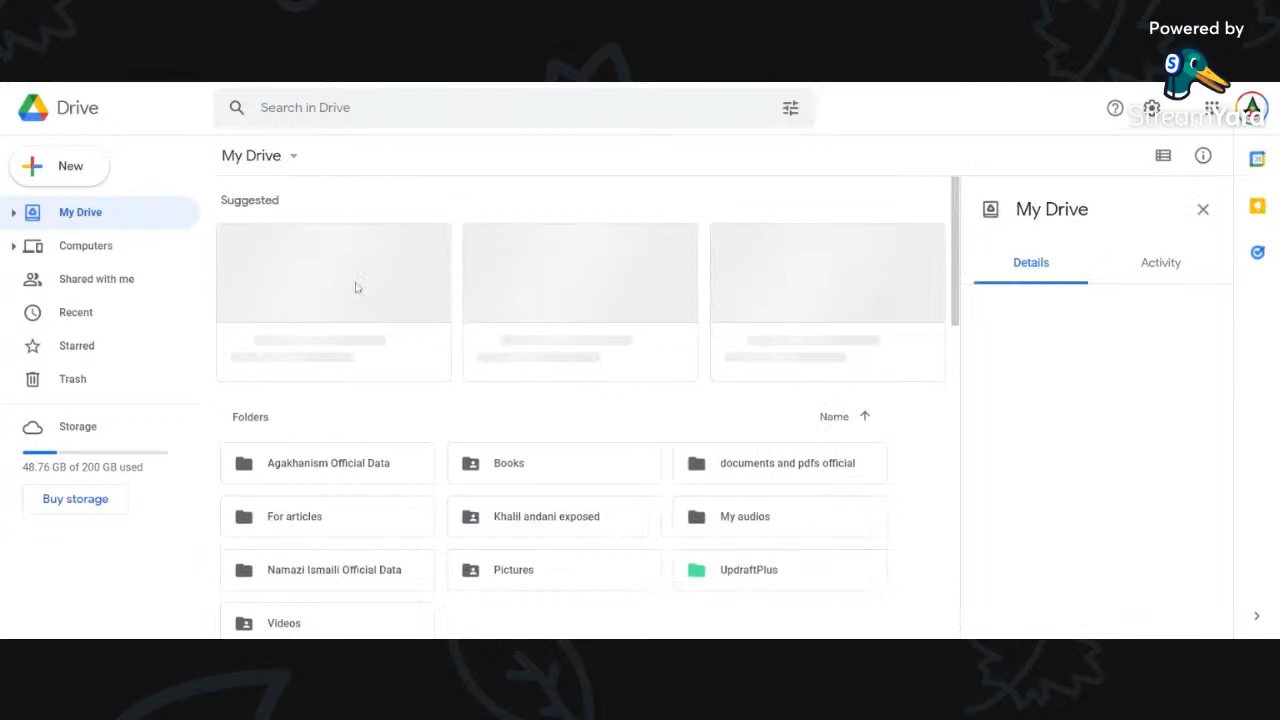 Powered by
StreamYard
Drive
Search in Drive
New
My Drive
Suggested
My Drive
Computers
Shared with me
Recent
Starred
Trash
Storage
48.76 GB of 200 GB used
Buy storage
Folders
Name
Agakhanism Official Data
Books
documents and pdfs official
For articles
Khalil andani exposed
My audios
Namazi Ismaili Official Data
Pictures
UpdraftPlus
Videos
My Drive
Details
Activity